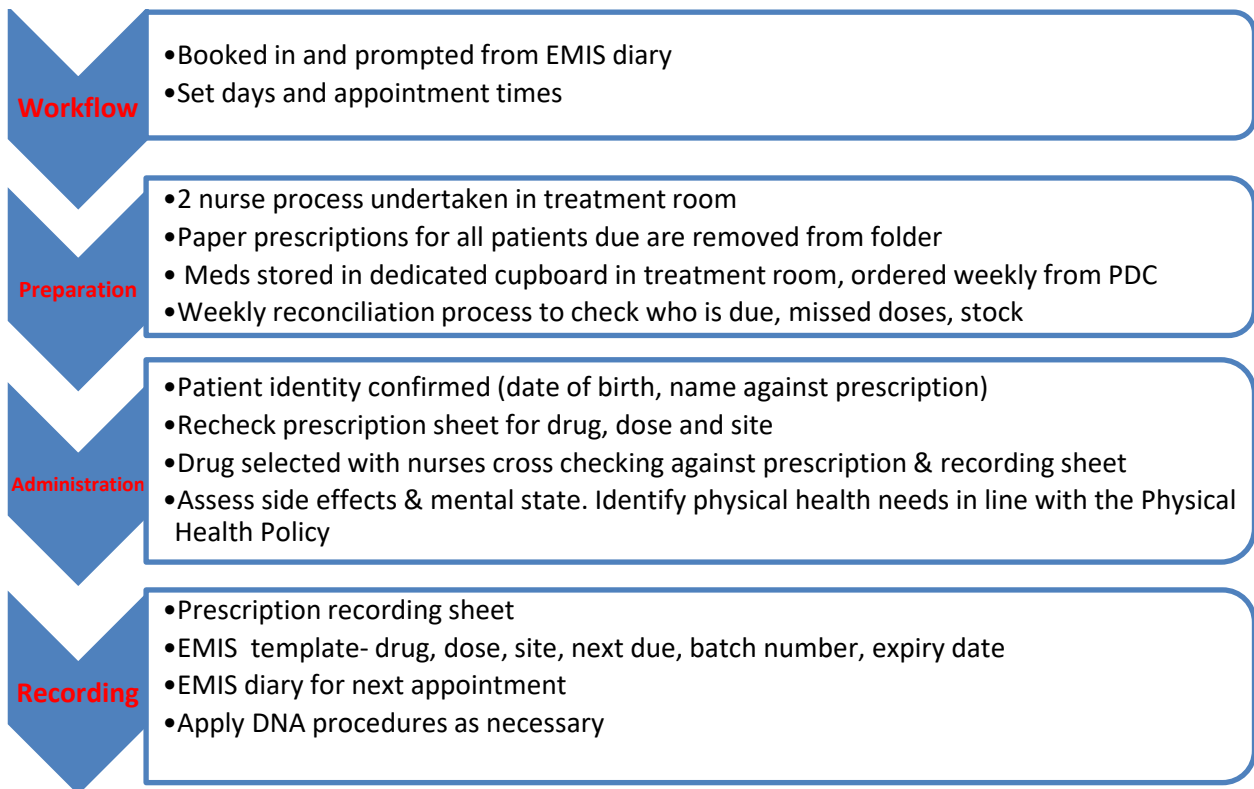 Workflow
•Booked in and prompted from EMIS diary
•Set days and appointment times
Preparation
•2 nurse process undertaken in treatment room
•Paper prescriptions for all patients due are removed from folder
• Meds stored in dedicated cupboard in treatment room, ordered weekly from PDC
•Weekly reconciliation process to check who is due, missed doses, stock
Administration
•Patient identity confirmed (date of birth, name against prescription)
•Recheck prescription sheet for drug, dose and site
•Drug selected with nurses cross checking against prescription & recording sheet
•Assess side effects & mental state. Identify physical health needs in line with the Physical
Health Policy
Recording
•Prescription recording sheet
•EMIS  template- drug, dose, site, next due, batch number, expiry date
•EMIS diary for next appointment
•Apply DNA procedures as necessary